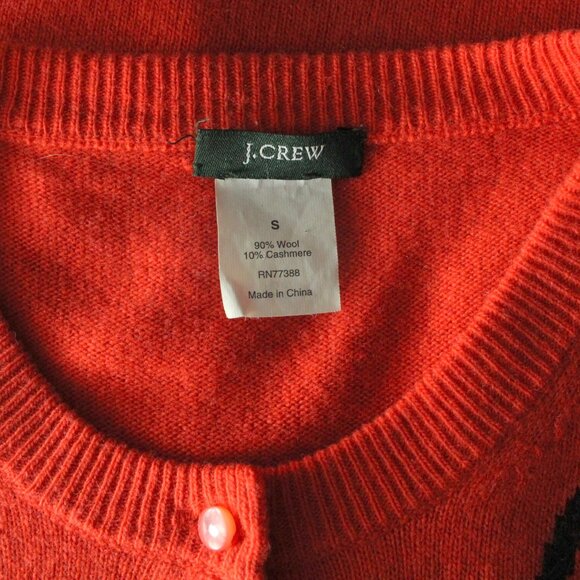 J.CREW
S
90% Wool
10% Cashmere
RN77388
Made in China